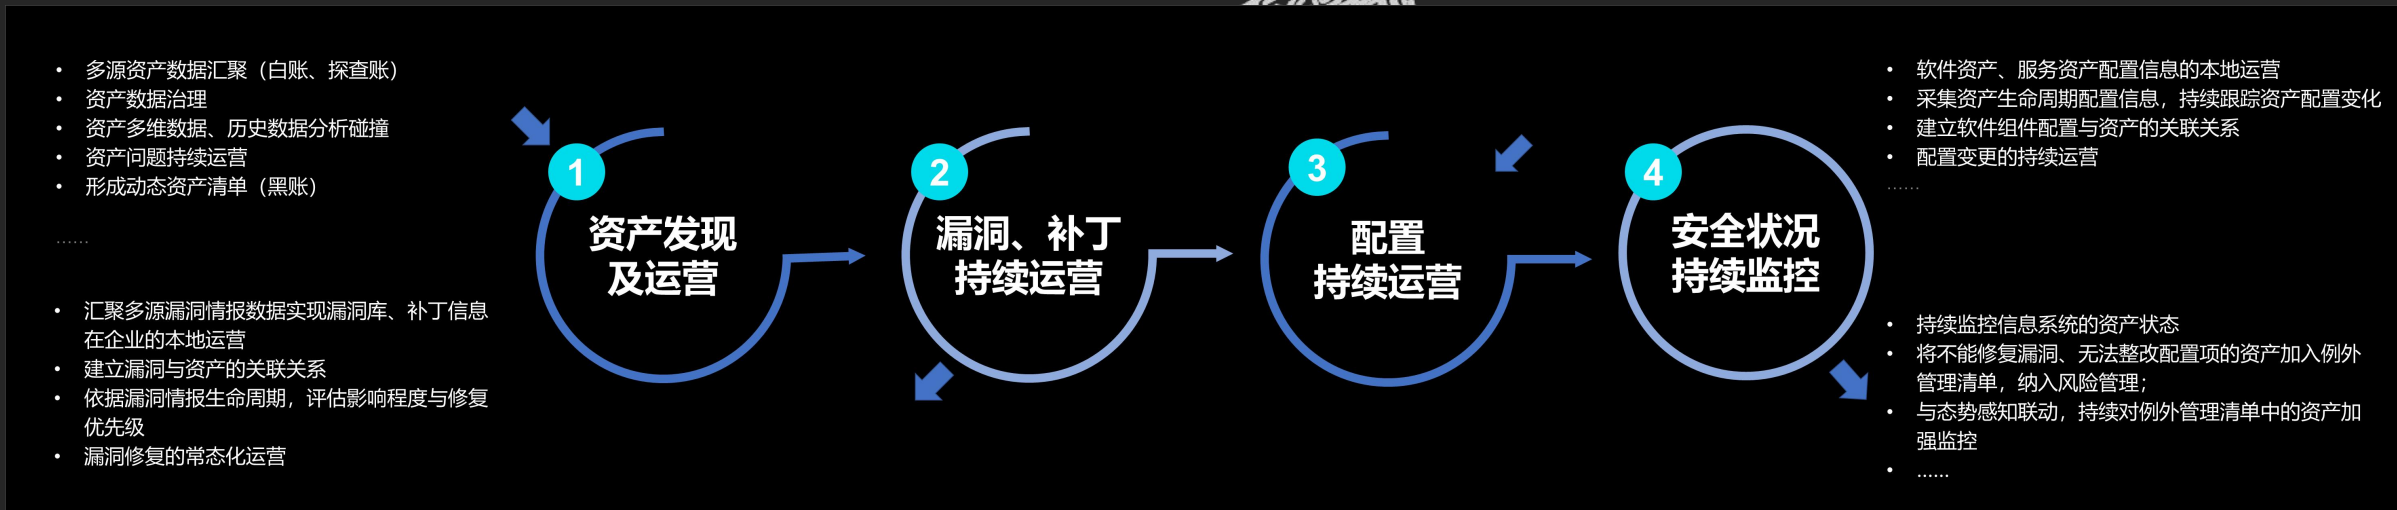 • 多源资产数据汇聚（白账、探查账）
• 资产数据治理
• 资产多维数据、历史数据分析碰撞
• 资产问题持续运营
• 形成动态资产清单（黑账）
……
• 汇聚多源漏洞情报数据实现漏洞库、补丁信息
在企业的本地运营
• 建立漏洞与资产的关联关系
• 依据漏洞情报生命周期，评估影响程度与修复
优先级
• 漏洞修复的常态化运营
1
资产发现
及运营
2
漏洞、补丁
持续运营
3
配置
持续运营
4
安全状况
持续监控
• 软件资产、服务资产配置信息的本地运营
• 采集资产生命周期配置信息，持续跟踪资产配置变化
• 建立软件组件配置与资产的关联关系
• 配置变更的持续运营
……
• 持续监控信息系统的资产状态
• 将不能修复漏洞、无法整改配置项的资产加入例外
管理清单，纳入风险管理；
• 与态势感知联动，持续对例外管理清单中的资产加
强监控
• ……